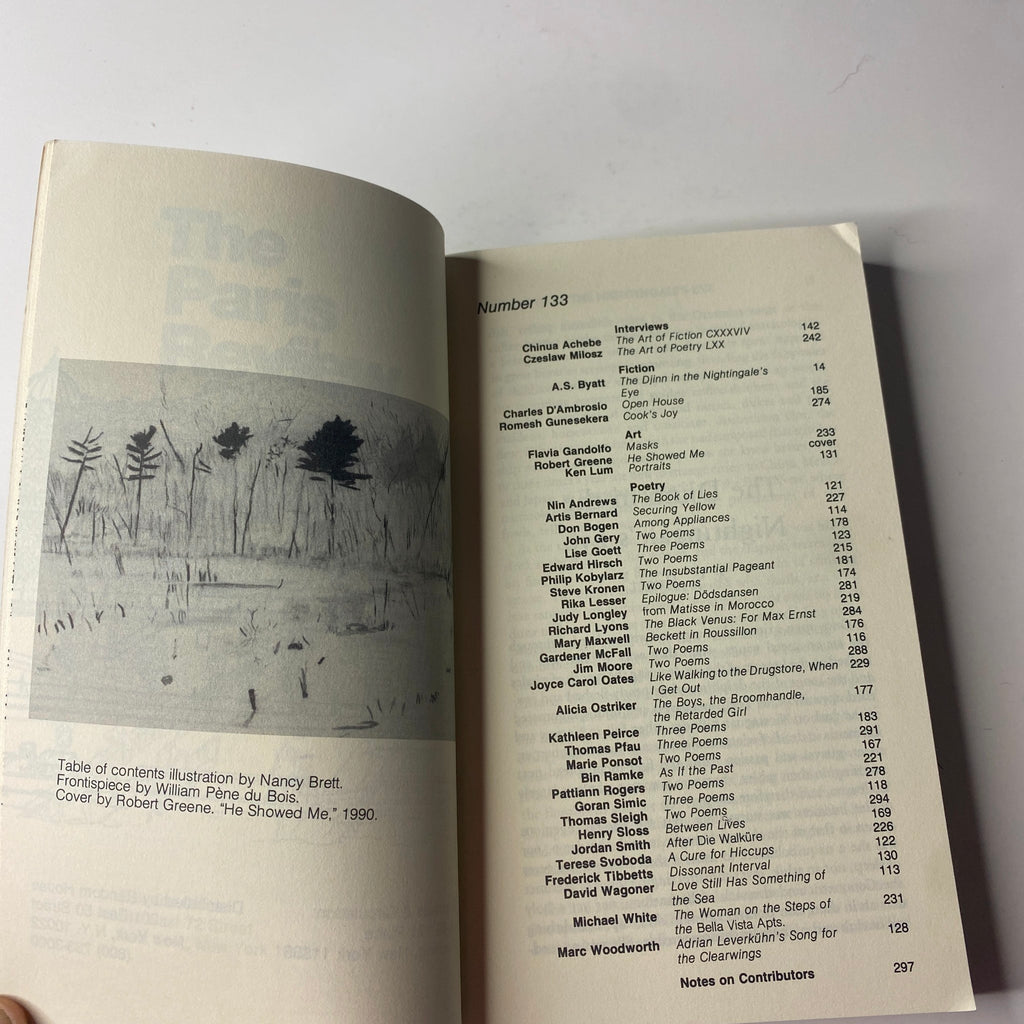 The
Paris
Table of contents illustration by Nancy Brett.
Frontispiece by William Pène du Bois.
Cover by Robert Greene. “He Showed Me,” 1990.
Number 133
Interviews
Chinua Achebe The Art of Fiction CXXXVIV 142
Czeslaw Milosz The Art of Poetry LXX 242
Fiction
A.S. Byatt The Djinn in the Nightingale's 14
Eye
Charles D'Ambrosio Open House 185
Romesh Gunesekera Cook's Joy 274
Art
Flavia Gandolfo Masks 233
Robert Greene He Showed Me cover
Ken Lum Portraits 131
Poetry
Nin Andrews The Book of Lies 121
Artis Bernard Securing Yellow 227
Don Bogen Among Appliances 114
John Gery Two Poems 178
Lise Goett Three Poems 123
Edward Hirsch Two Poems 215
Philip Kobylarz The Insubstantial Pageant 181
Steve Kronen Two Poems 174
Rika Lesser Epilogue: Dödsdansen 281
Judy Longley from Matisse in Morocco 219
Richard Lyons The Black Venus: For Max Ernst 284
Mary Maxwell Beckett in Roussillon 176
Gardener McFall Two Poems 116
Jim Moore Two Poems 288
Joyce Carol Oates Like Walking to the Drugstore, When 229
I Get Out
Alicia Ostriker The Boys, the Broomhandle, 177
the Retarded Girl
Kathleen Peirce Three Poems 183
Thomas Pfau Three Poems 291
Marie Ponsot Two Poems 167
Bin Ramke As If the Past 221
Pattiann Rogers Two Poems 278
Goran Simic Three Poems 118
Thomas Sleigh Two Poems 294
Henry Sloss Between Lives 169
Jordan Smith After Die Walküre 226
Terese Svoboda A Cure for Hiccups 122
Frederick Tibbetts Dissonant Interval 130
David Wagoner Love Still Has Something of 113
the Sea
Michael White The Woman on the Steps of 231
the Bella Vista Apts.
Marc Woodworth Adrian Leverkühn's Song for 128
the Clearwings
Notes on Contributors 297